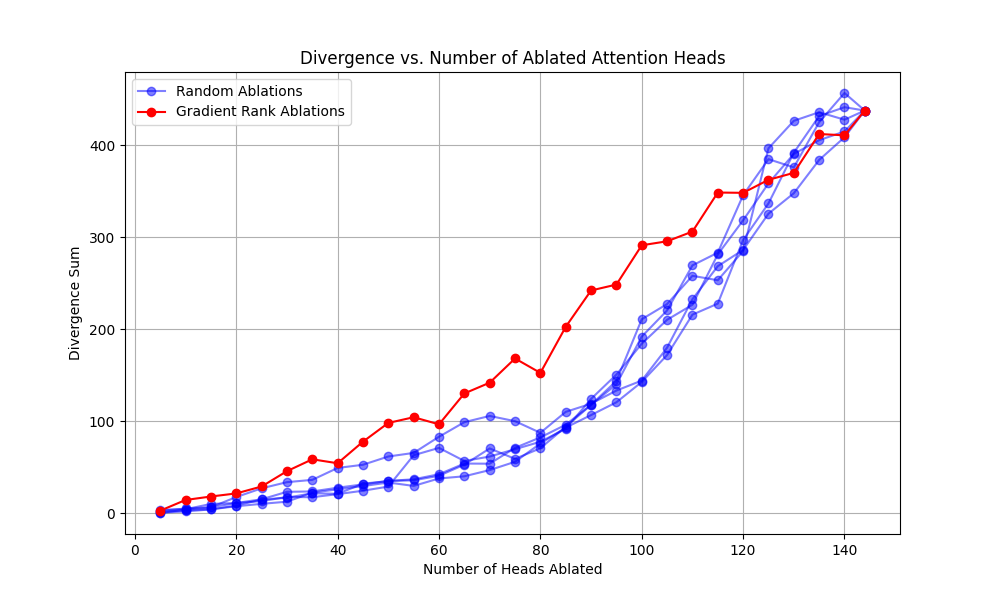 Divergence vs. Number of Ablated Attention Heads
Random Ablations
Gradient Rank Ablations
Divergence Sum
400
300
200
100
0
0 20 40 60 80 100 120 140
Number of Heads Ablated